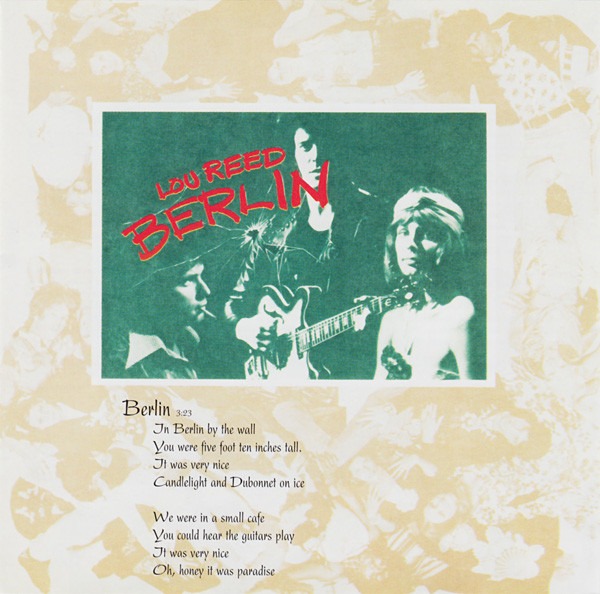 LOU REED
BERLIN
Berlin 3:23
In Berlin by the wall
You were five foot ten inches tall.
It was very nice
Candlelight and Dubonnet on ice
We were in a small cafe
You could hear the guitars play
It was very nice
Oh, honey it was paradise